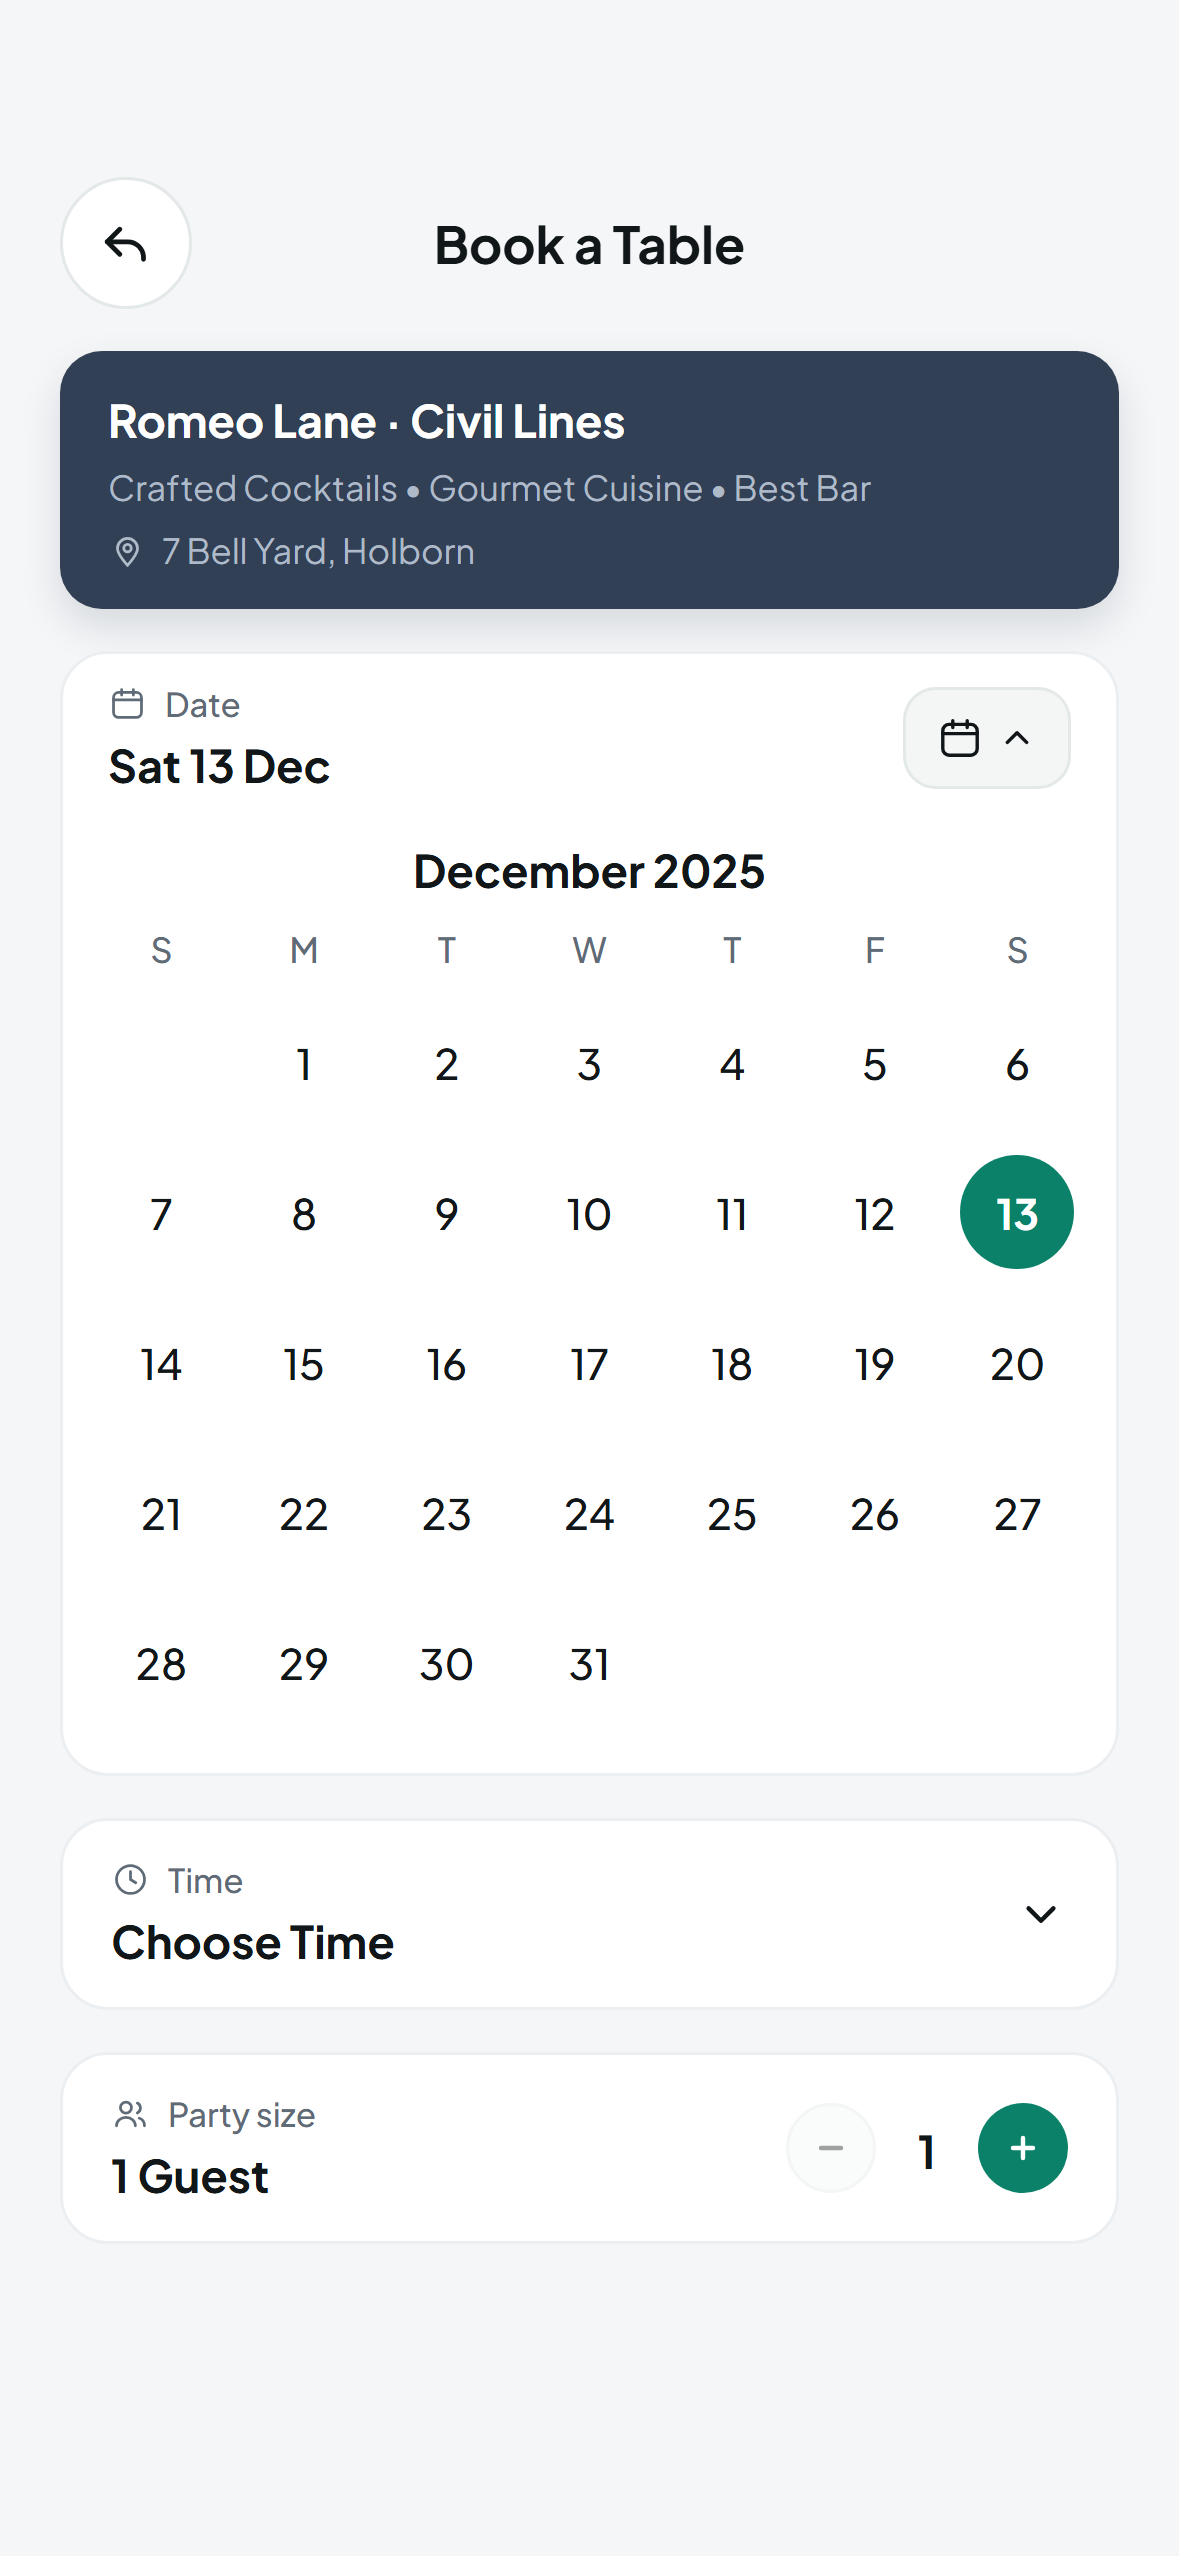 Book a Table
Romeo Lane · Civil Lines
Crafted Cocktails • Gourmet Cuisine • Best Bar
7 Bell Yard, Holborn
Date
Sat 13 Dec
December 2025
S M T W T F S
1 2 3 4 5 6
7 8 9 10 11 12 13
14 15 16 17 18 19 20
21 22 23 24 25 26 27
28 29 30 31
Time
Choose Time
Party size
1 Guest
1